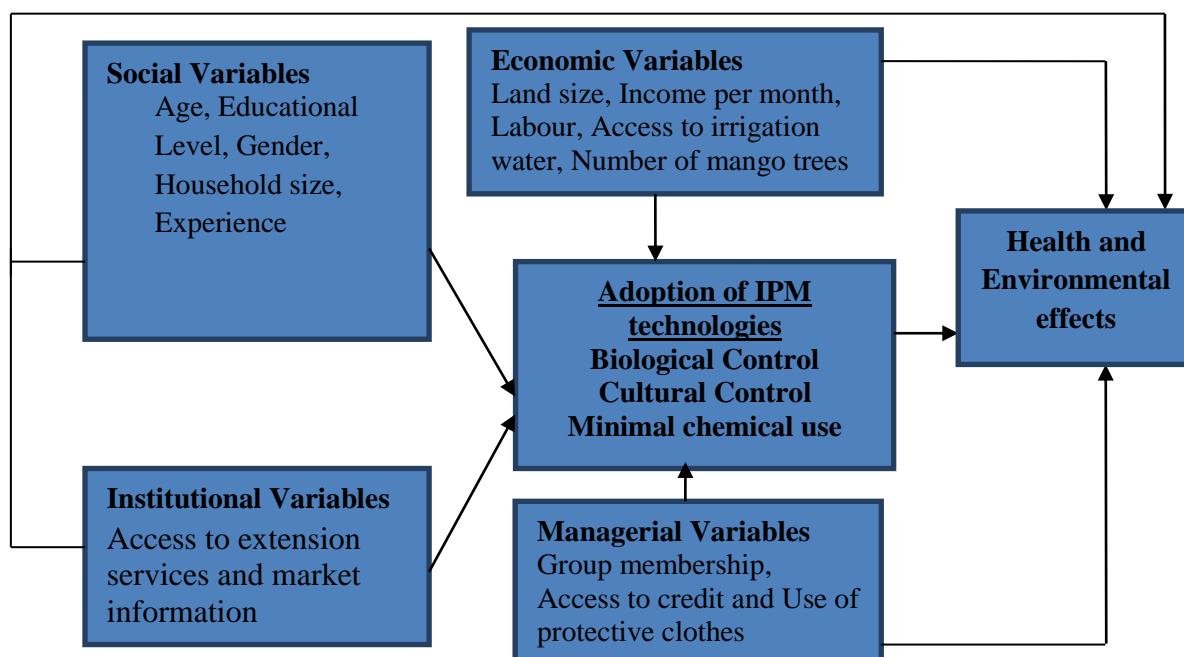 Social Variables
Age, Educational
Level, Gender,
Household size,
Experience
Economic Variables
Land size, Income per month,
Labour, Access to irrigation
water, Number of mango trees
Health and
Environmental
effects
Adoption of IPM
technologies
Biological Control
Cultural Control
Minimal chemical use
Institutional Variables
Access to extension
services and market
information
Managerial Variables
Group membership,
Access to credit and Use of
protective clothes